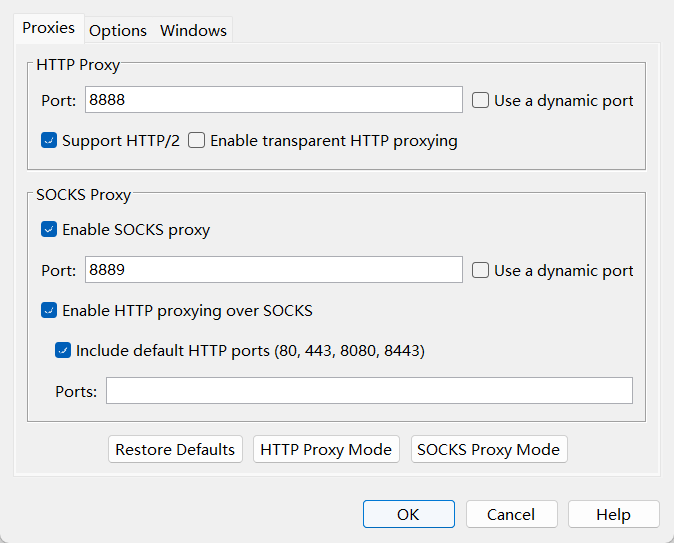 Proxies Options Windows
HTTP Proxy
Port: 8888 Use a dynamic port
Support HTTP/2 Enable transparent HTTP proxying
SOCKS Proxy
Enable SOCKS proxy
Port: 8889 Use a dynamic port
Enable HTTP proxying over SOCKS
Include default HTTP ports (80, 443, 8080, 8443)
Ports:
Restore Defaults HTTP Proxy Mode SOCKS Proxy Mode
OK Cancel Help